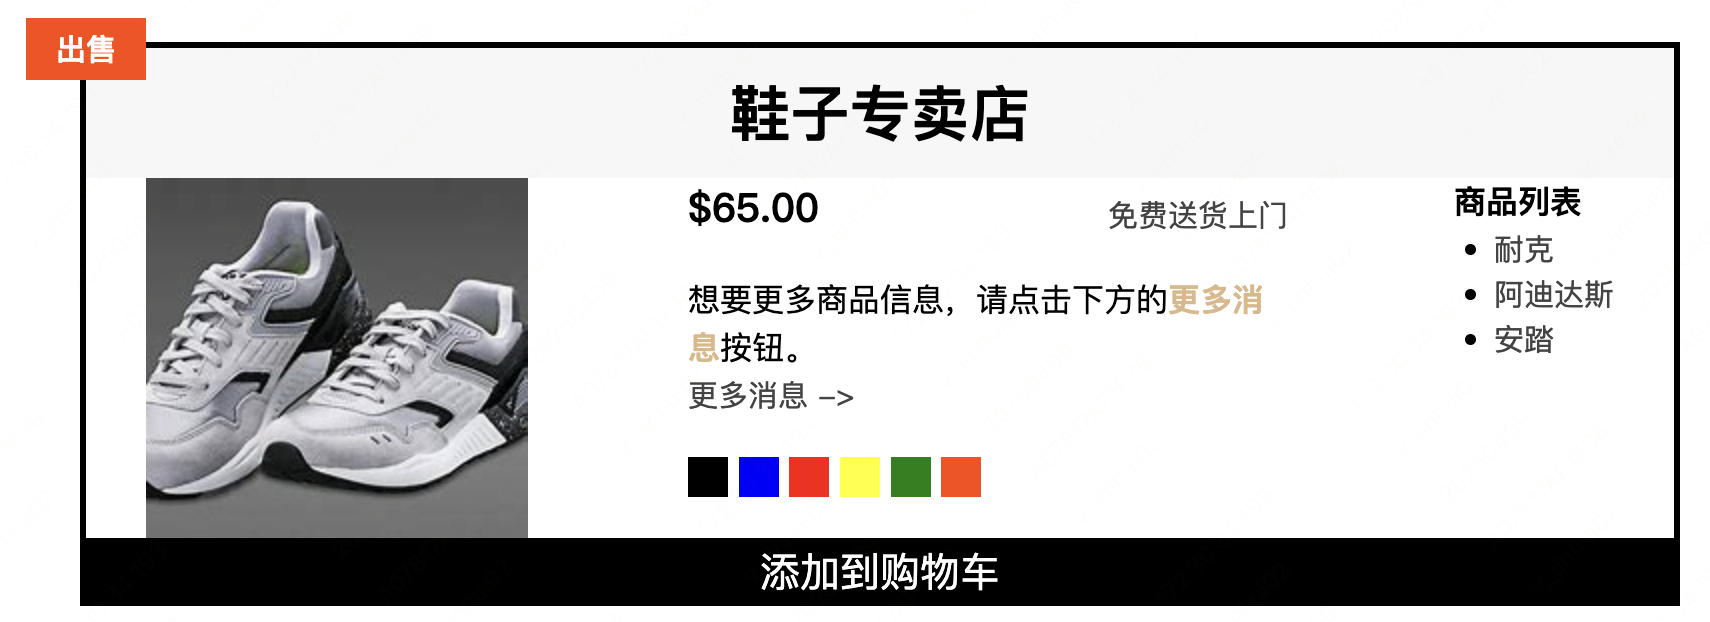 出售
鞋子专卖店
$65.00
免费送货上门
想要更多商品信息，请点击下方的更多消
息按钮。
更多消息 –>
商品列表
耐克
阿迪达斯
安踏
添加到购物车